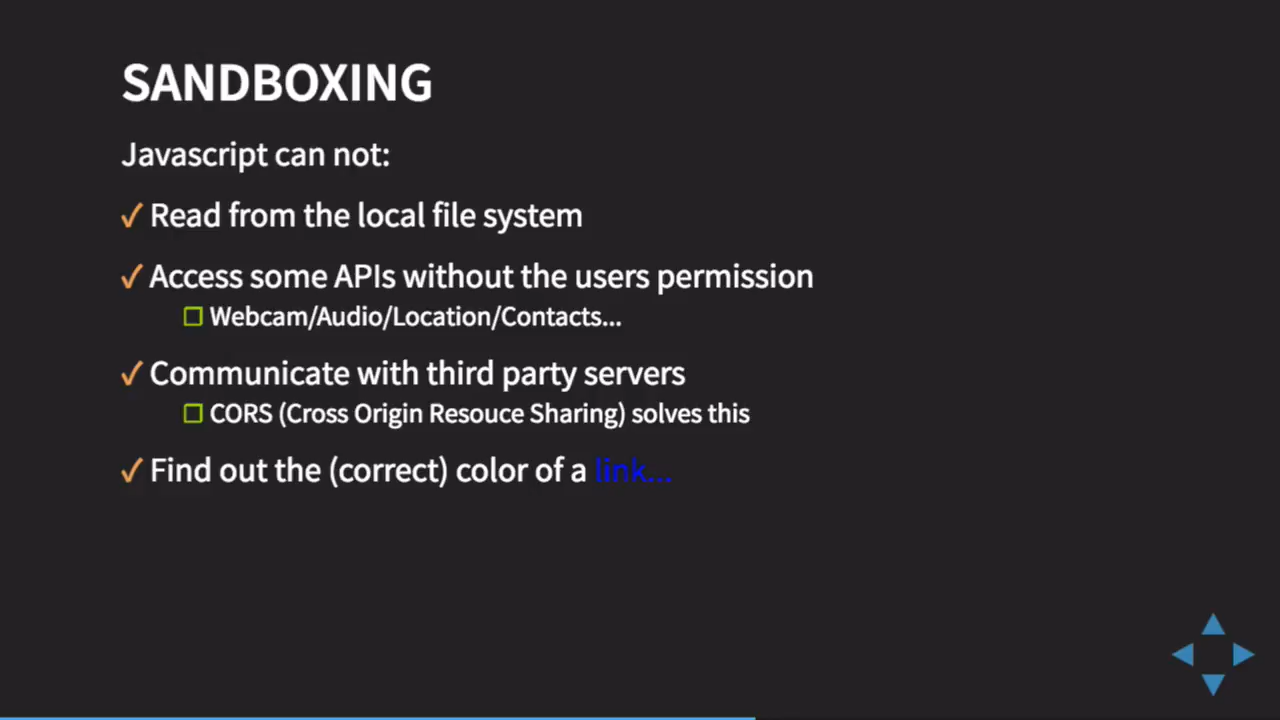 SANDBOXING
Javascript can not:
Read from the local file system
Access some APIs without the users permission
Webcam/Audio/Location/Contacts...
Communicate with third party servers
CORS (Cross Origin Resouce Sharing) solves this
Find out the (correct) color of a link...